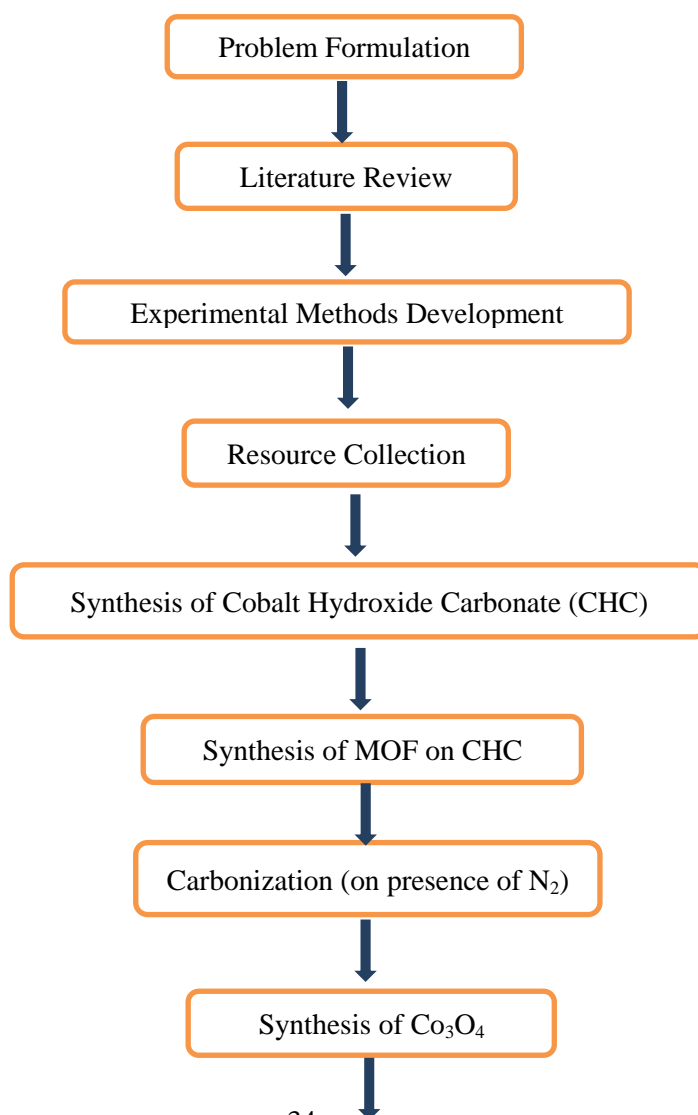 Problem Formulation
Literature Review
Experimental Methods Development
Resource Collection
Synthesis of Cobalt Hydroxide Carbonate (CHC)
Synthesis of MOF on CHC
Carbonization (on presence of N₂)
Synthesis of Co₃O₄